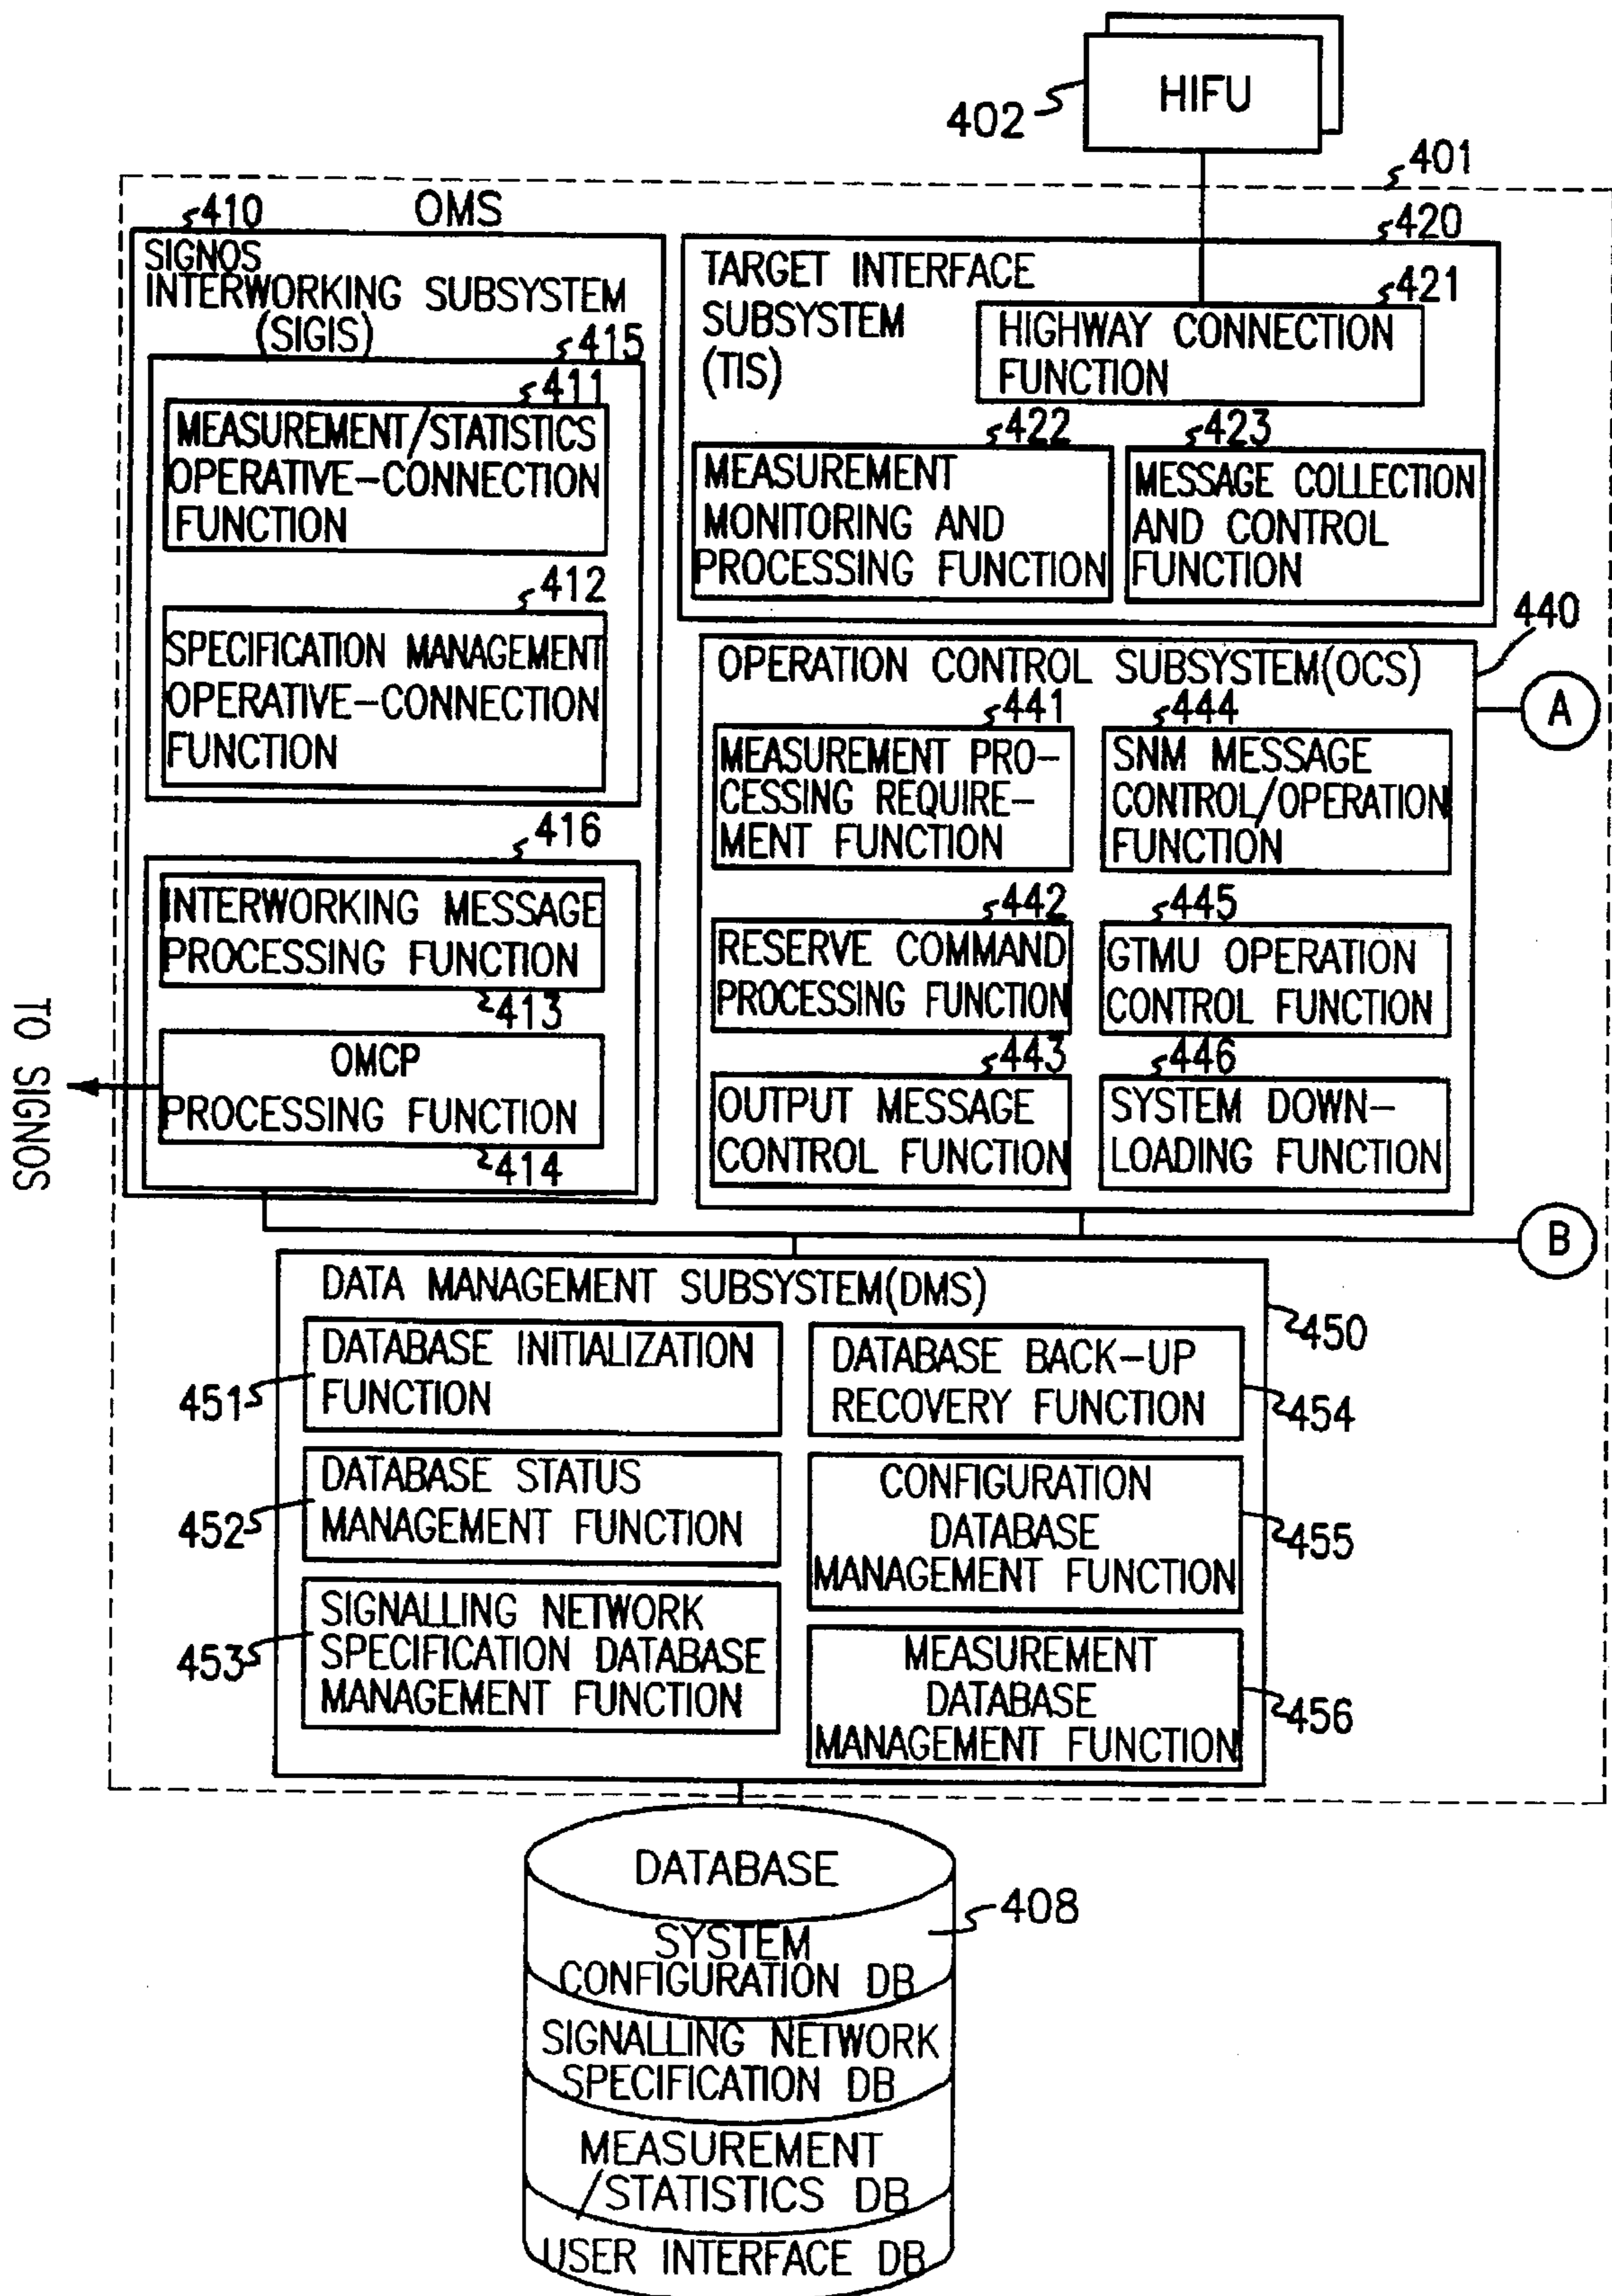 HIFU
402
401
OMS
410
SIGNOS
INTERWORKING SUBSYSTEM
(SIGIS)
415
411
MEASUREMENT/STATISTICS
OPERATIVE-CONNECTION
FUNCTION
412
SPECIFICATION MANAGEMENT
OPERATIVE-CONNECTION
FUNCTION
416
INTERWORKING MESSAGE
PROCESSING FUNCTION
413
OMCP
PROCESSING FUNCTION
414
TO SIGNOS
420
TARGET INTERFACE
SUBSYSTEM
(TIS)
421
HIGHWAY CONNECTION
FUNCTION
422
MEASUREMENT
MONITORING AND
PROCESSING FUNCTION
423
MESSAGE COLLECTION
AND CONTROL
FUNCTION
440
OPERATION CONTROL SUBSYSTEM(OCS)
A
441
MEASUREMENT PRO-
CESSING REQUIRE-
MENT FUNCTION
444
SNM MESSAGE
CONTROL/OPERATION
FUNCTION
442
RESERVE COMMAND
PROCESSING FUNCTION
445
GTMU OPERATION
CONTROL FUNCTION
443
OUTPUT MESSAGE
CONTROL FUNCTION
446
SYSTEM DOWN-
LOADING FUNCTION
B
DATA MANAGEMENT SUBSYSTEM(DMS)
450
DATABASE INITIALIZATION
FUNCTION
451
DATABASE BACK-UP
RECOVERY FUNCTION
454
DATABASE STATUS
MANAGEMENT FUNCTION
452
CONFIGURATION
DATABASE
MANAGEMENT FUNCTION
455
SIGNALLING NETWORK
SPECIFICATION DATABASE
MANAGEMENT FUNCTION
453
MEASUREMENT
DATABASE
MANAGEMENT FUNCTION
456
DATABASE
408
SYSTEM
CONFIGURATION DB
SIGNALLING NETWORK
SPECIFICATION DB
MEASUREMENT
/STATISTICS DB
USER INTERFACE DB